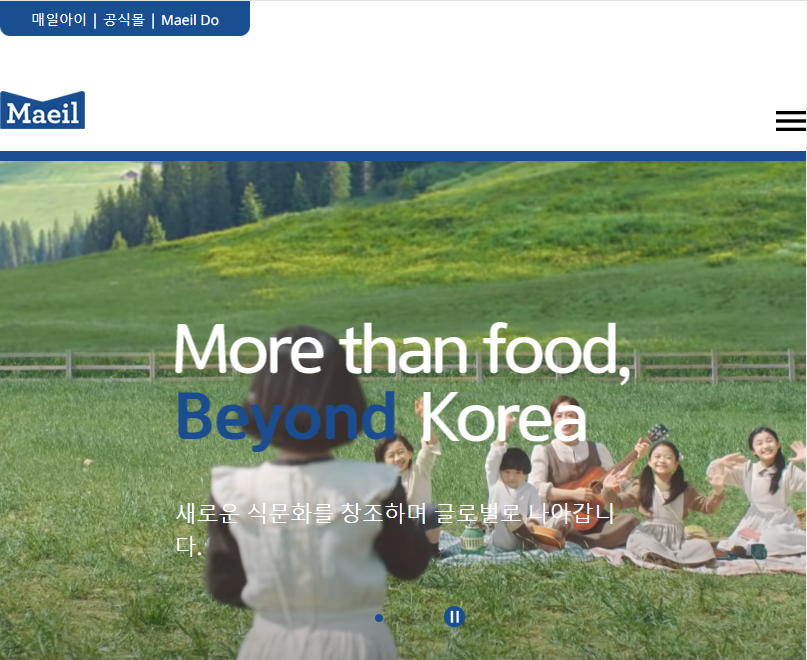 매일아이 | 공식몰 | Maeil Do
Maeil
More than food,
Beyond Korea
새로운 식문화를 창조하며 글로벌로 나아갑니
다.